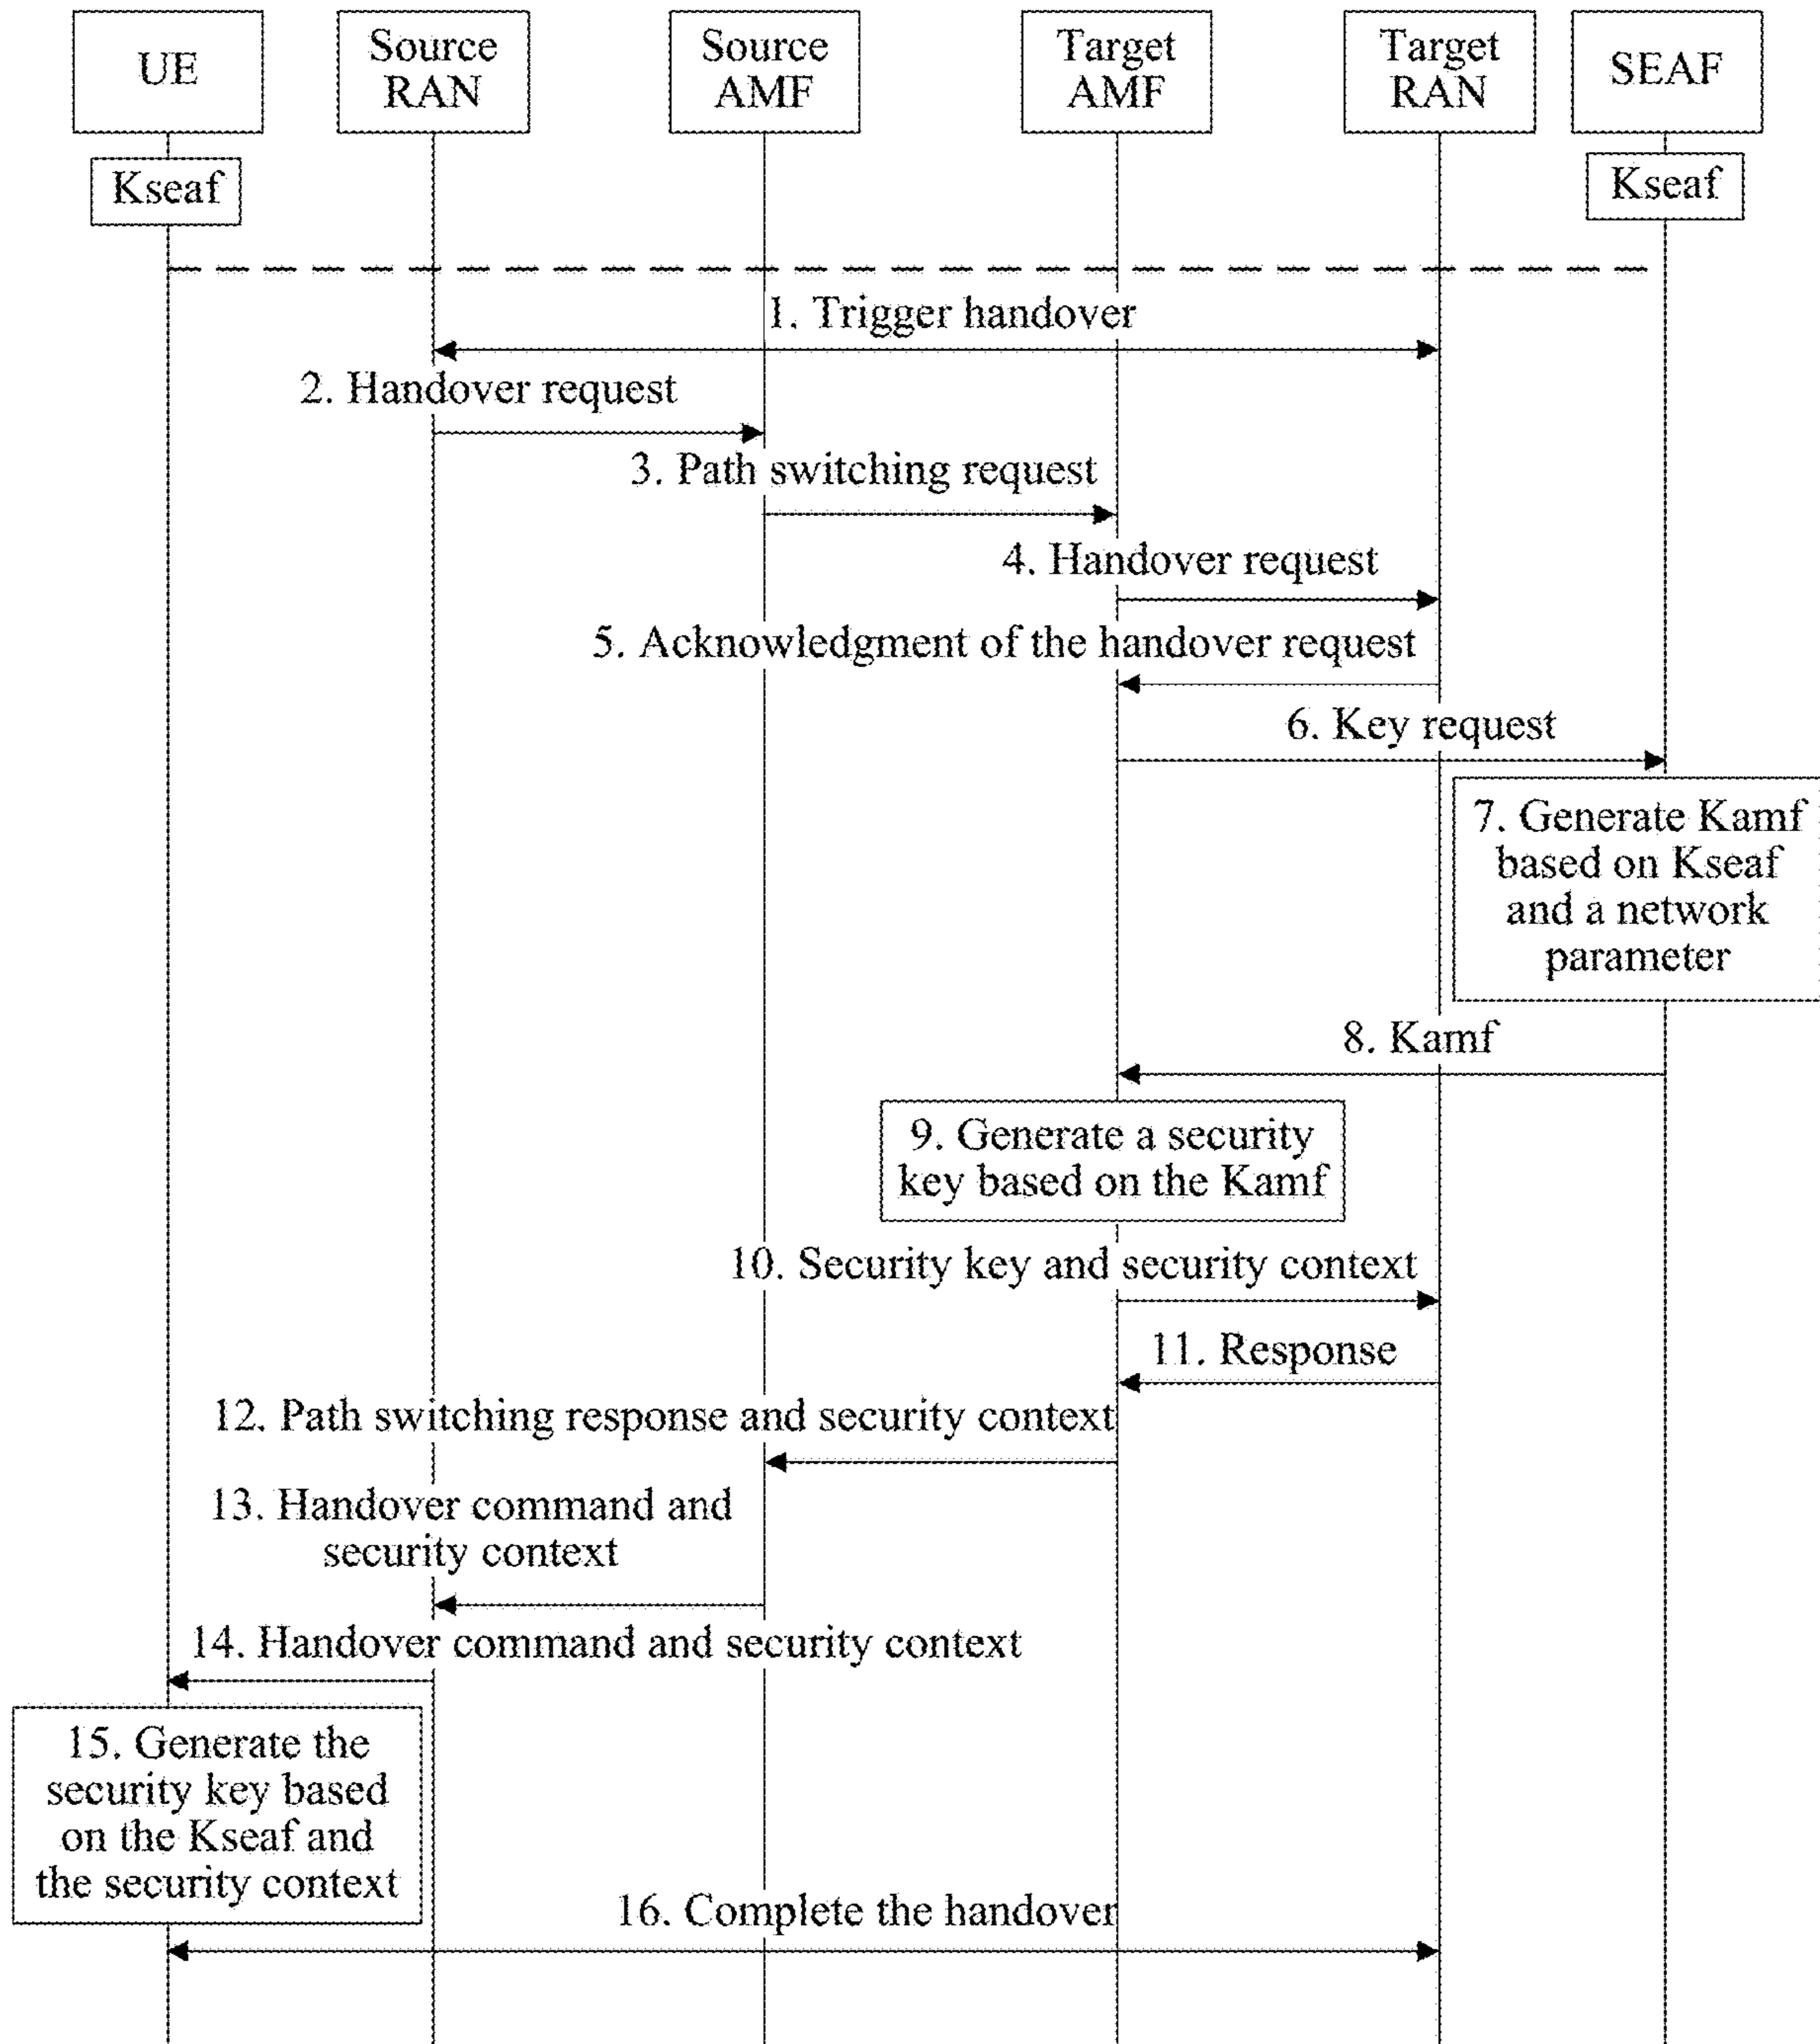 UE
Source
RAN
Source
AMF
Target
AMF
Target
RAN
SEAF
Kseaf
Kseaf
1. Trigger handover
2. Handover request
3. Path switching request
4. Handover request
5. Acknowledgment of the handover request
6. Key request
7. Generate Kamf
based on Kseaf
and a network
parameter
8. Kamf
9. Generate a security
key based on the Kamf
10. Security key and security context
11. Response
12. Path switching response and security context
13. Handover command and
security context
14. Handover command and security context
15. Generate the
security key based
on the Kseaf and
the security context
16. Complete the handover